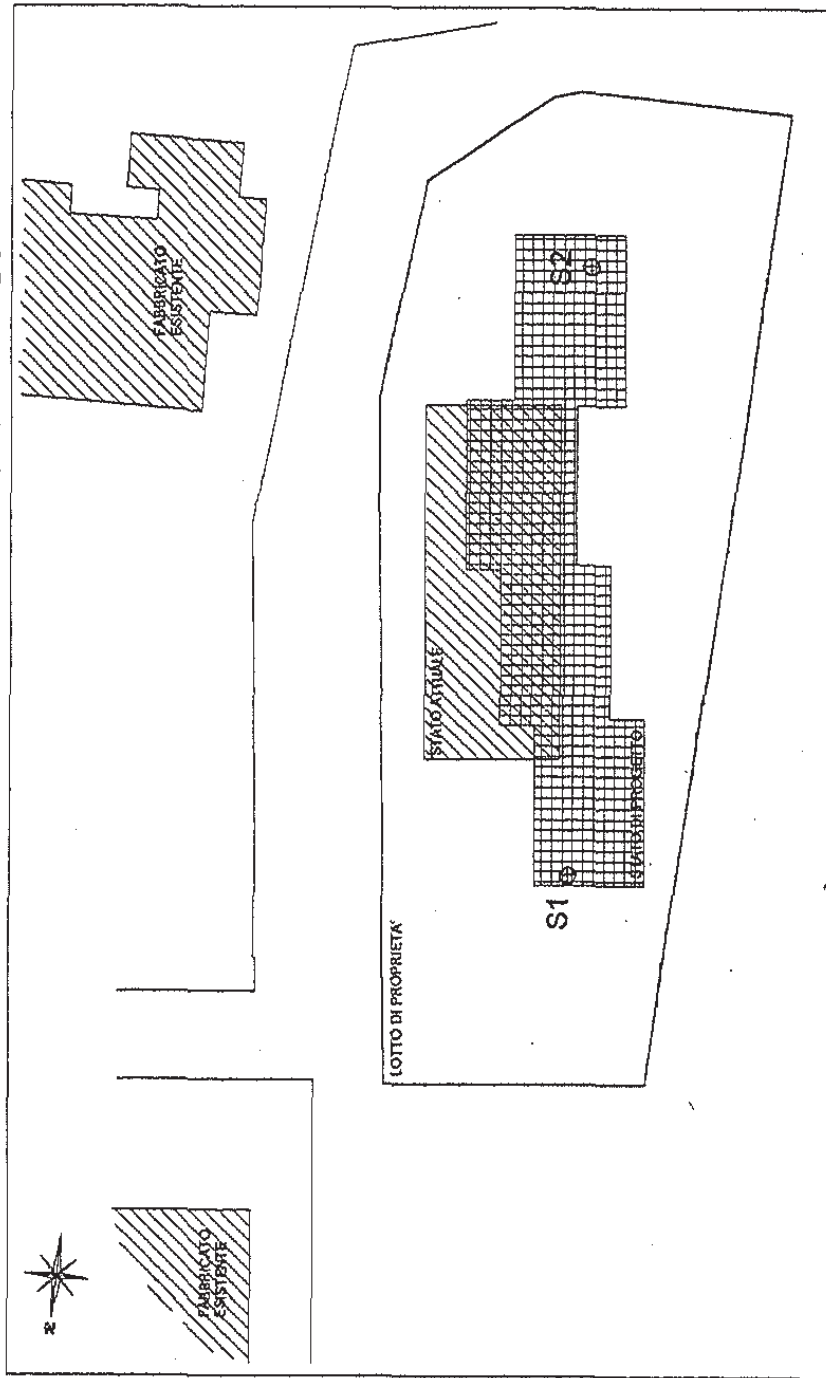 N
FABBRICATO
ESISTENTE
FABBRICATO
ESISTENTE
LOTTO DI PROPRIETA'
STATO ATTUALE
STATO DI PROGETTO
S1
S2